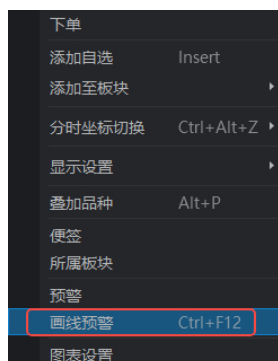 下单
添加自选 Insert
添加至板块
分时坐标切换 Ctrl+Alt+Z
显示设置
叠加品种 Alt+P
便签
所属板块
预警
画线预警 Ctrl+F12
图表设置